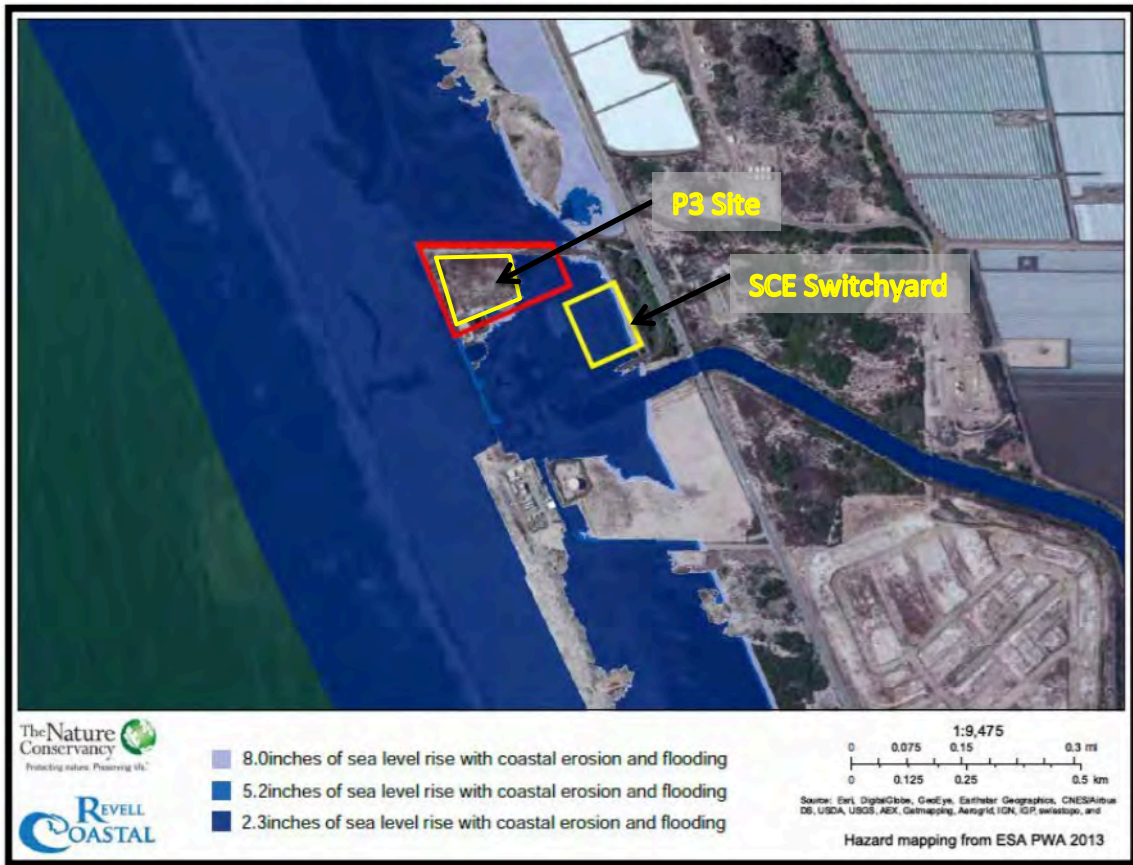 P3 Site
SCE Switchyard
The Nature
Conservancy
Protecting nature. Preserving life.
REVELL
COASTAL
8.0inches of sea level rise with coastal erosion and flooding
5.2inches of sea level rise with coastal erosion and flooding
2.3inches of sea level rise with coastal erosion and flooding
1:9,475
0 0.075 0.15 0.3 mi
0 0.125 0.25 0.5 km
Source: Esri, DigitalGlobe, GeoEye, Earthstar Geographics, CNES/Airbus
DS, USDA, USGS, AEX, Getmapping, Aerogrid, IGN, IGP, swisstopo, and
Hazard mapping from ESA PWA 2013